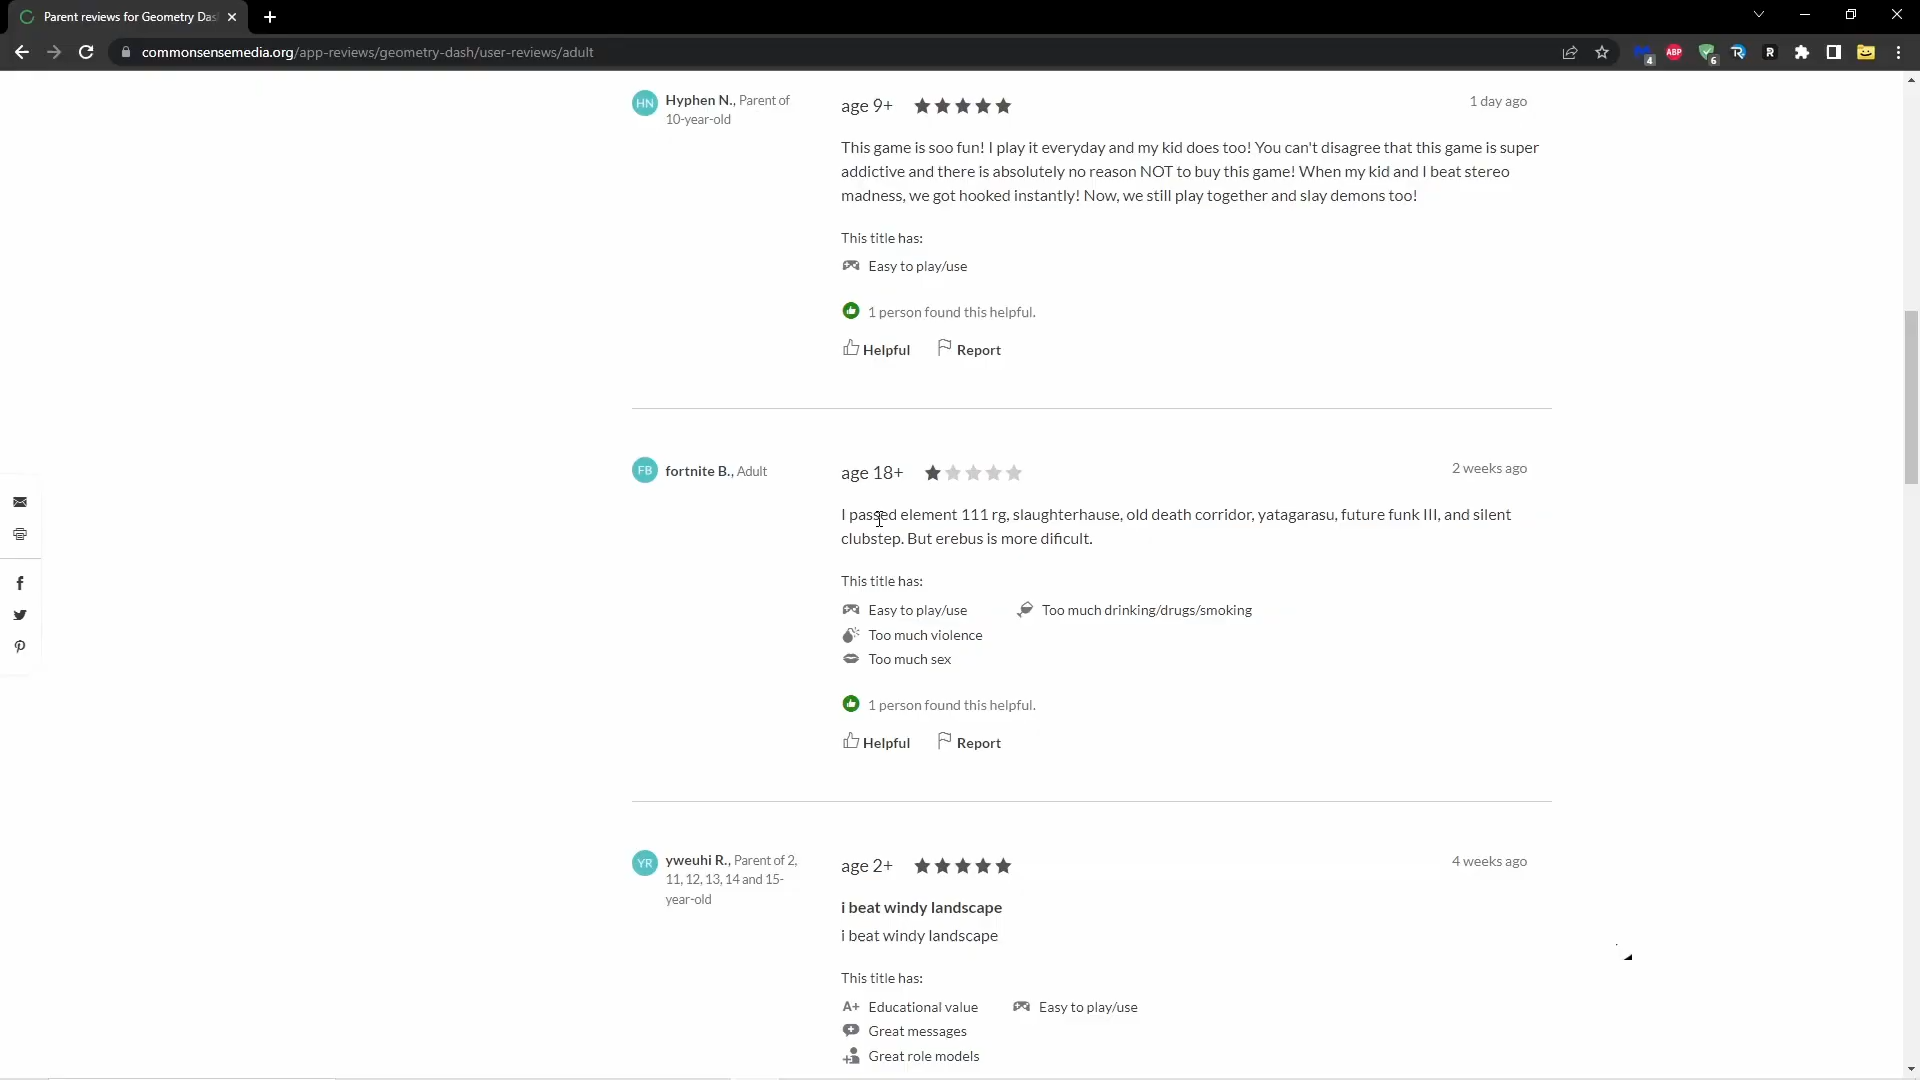 Parent reviews for Geometry Das
commonsensemedia.org/app-reviews/geometry-dash/user-reviews/adult
4
ABP
6
R
HN
Hyphen N., Parent of
10-year-old
age 9+
1 day ago
This game is soo fun! I play it everyday and my kid does too! You can't disagree that this game is super
addictive and there is absolutely no reason NOT to buy this game! When my kid and I beat stereo
madness, we got hooked instantly! Now, we still play together and slay demons too!
This title has:
Easy to play/use
1 person found this helpful.
Helpful Report
FB
fortnite B., Adult
age 18+
2 weeks ago
I passed element 111 rg, slaughterhause, old death corridor, yatagarasu, future funk III, and silent
clubstep. But erebus is more dificult.
This title has:
Easy to play/use Too much drinking/drugs/smoking
Too much violence
Too much sex
1 person found this helpful.
Helpful Report
YR
yweuhi R., Parent of 2,
11, 12, 13, 14 and 15-
year-old
age 2+
4 weeks ago
i beat windy landscape
i beat windy landscape
This title has:
A+ Educational value Easy to play/use
Great messages
Great role models